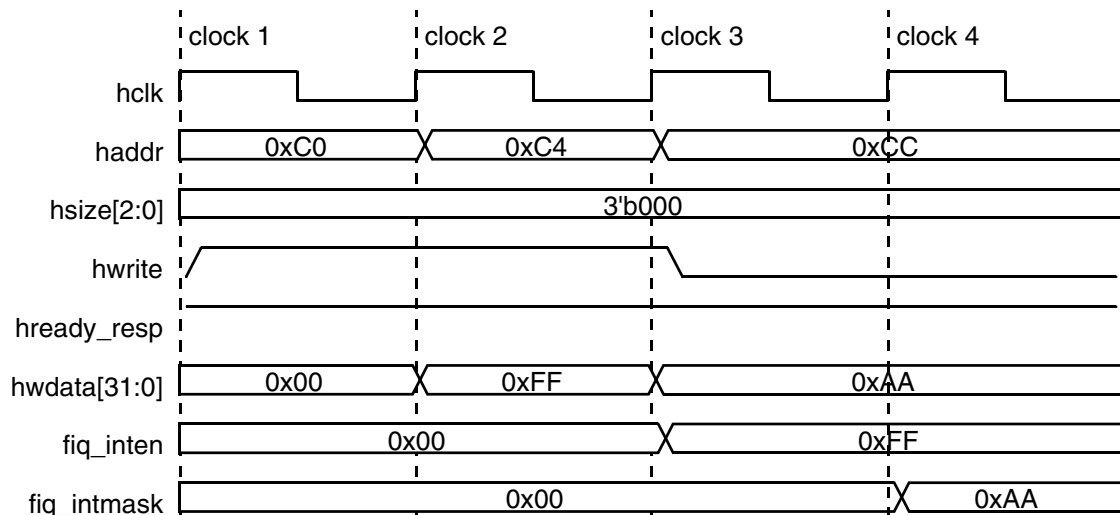 clock 1 clock 2 clock 3 clock 4
hclk
haddr 0xC0 0xC4 0xCC
hsize[2:0] 3'b000
hwrite
hready_resp
hwdata[31:0] 0x00 0xFF 0xAA
fiq_inten 0x00 0xFF
fiq_intmask 0x00 0xAA